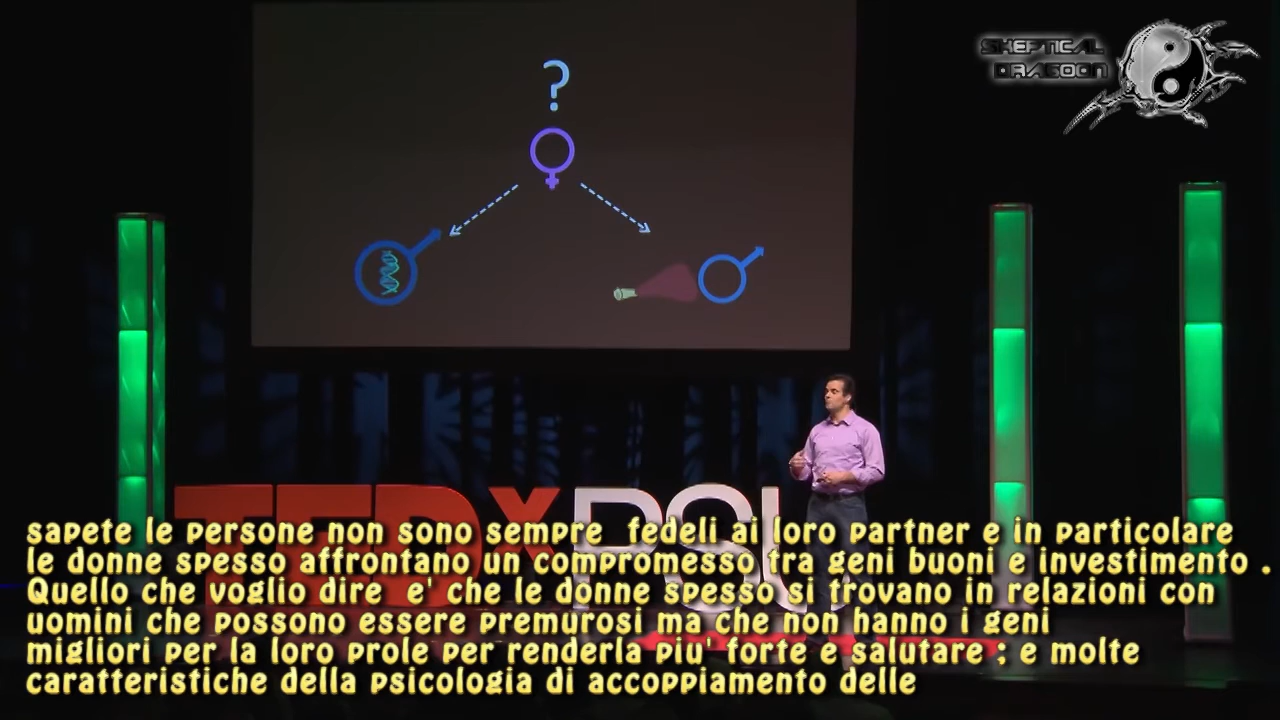 SKEPTICAL
DRAGOON
?
TEDxPSU
sapete le persone non sono sempre fedeli ai loro partner e in particolare
le donne spesso affrontano un compromesso tra geni buoni e investimento .
Quello che voglio dire e' che le donne spesso si trovano in relazioni con
uomini che possono essere premurosi ma che non hanno i geni
migliori per la loro prole per renderla piu' forte e salutare ; e molte
caratteristiche della psicologia di accoppiamento delle